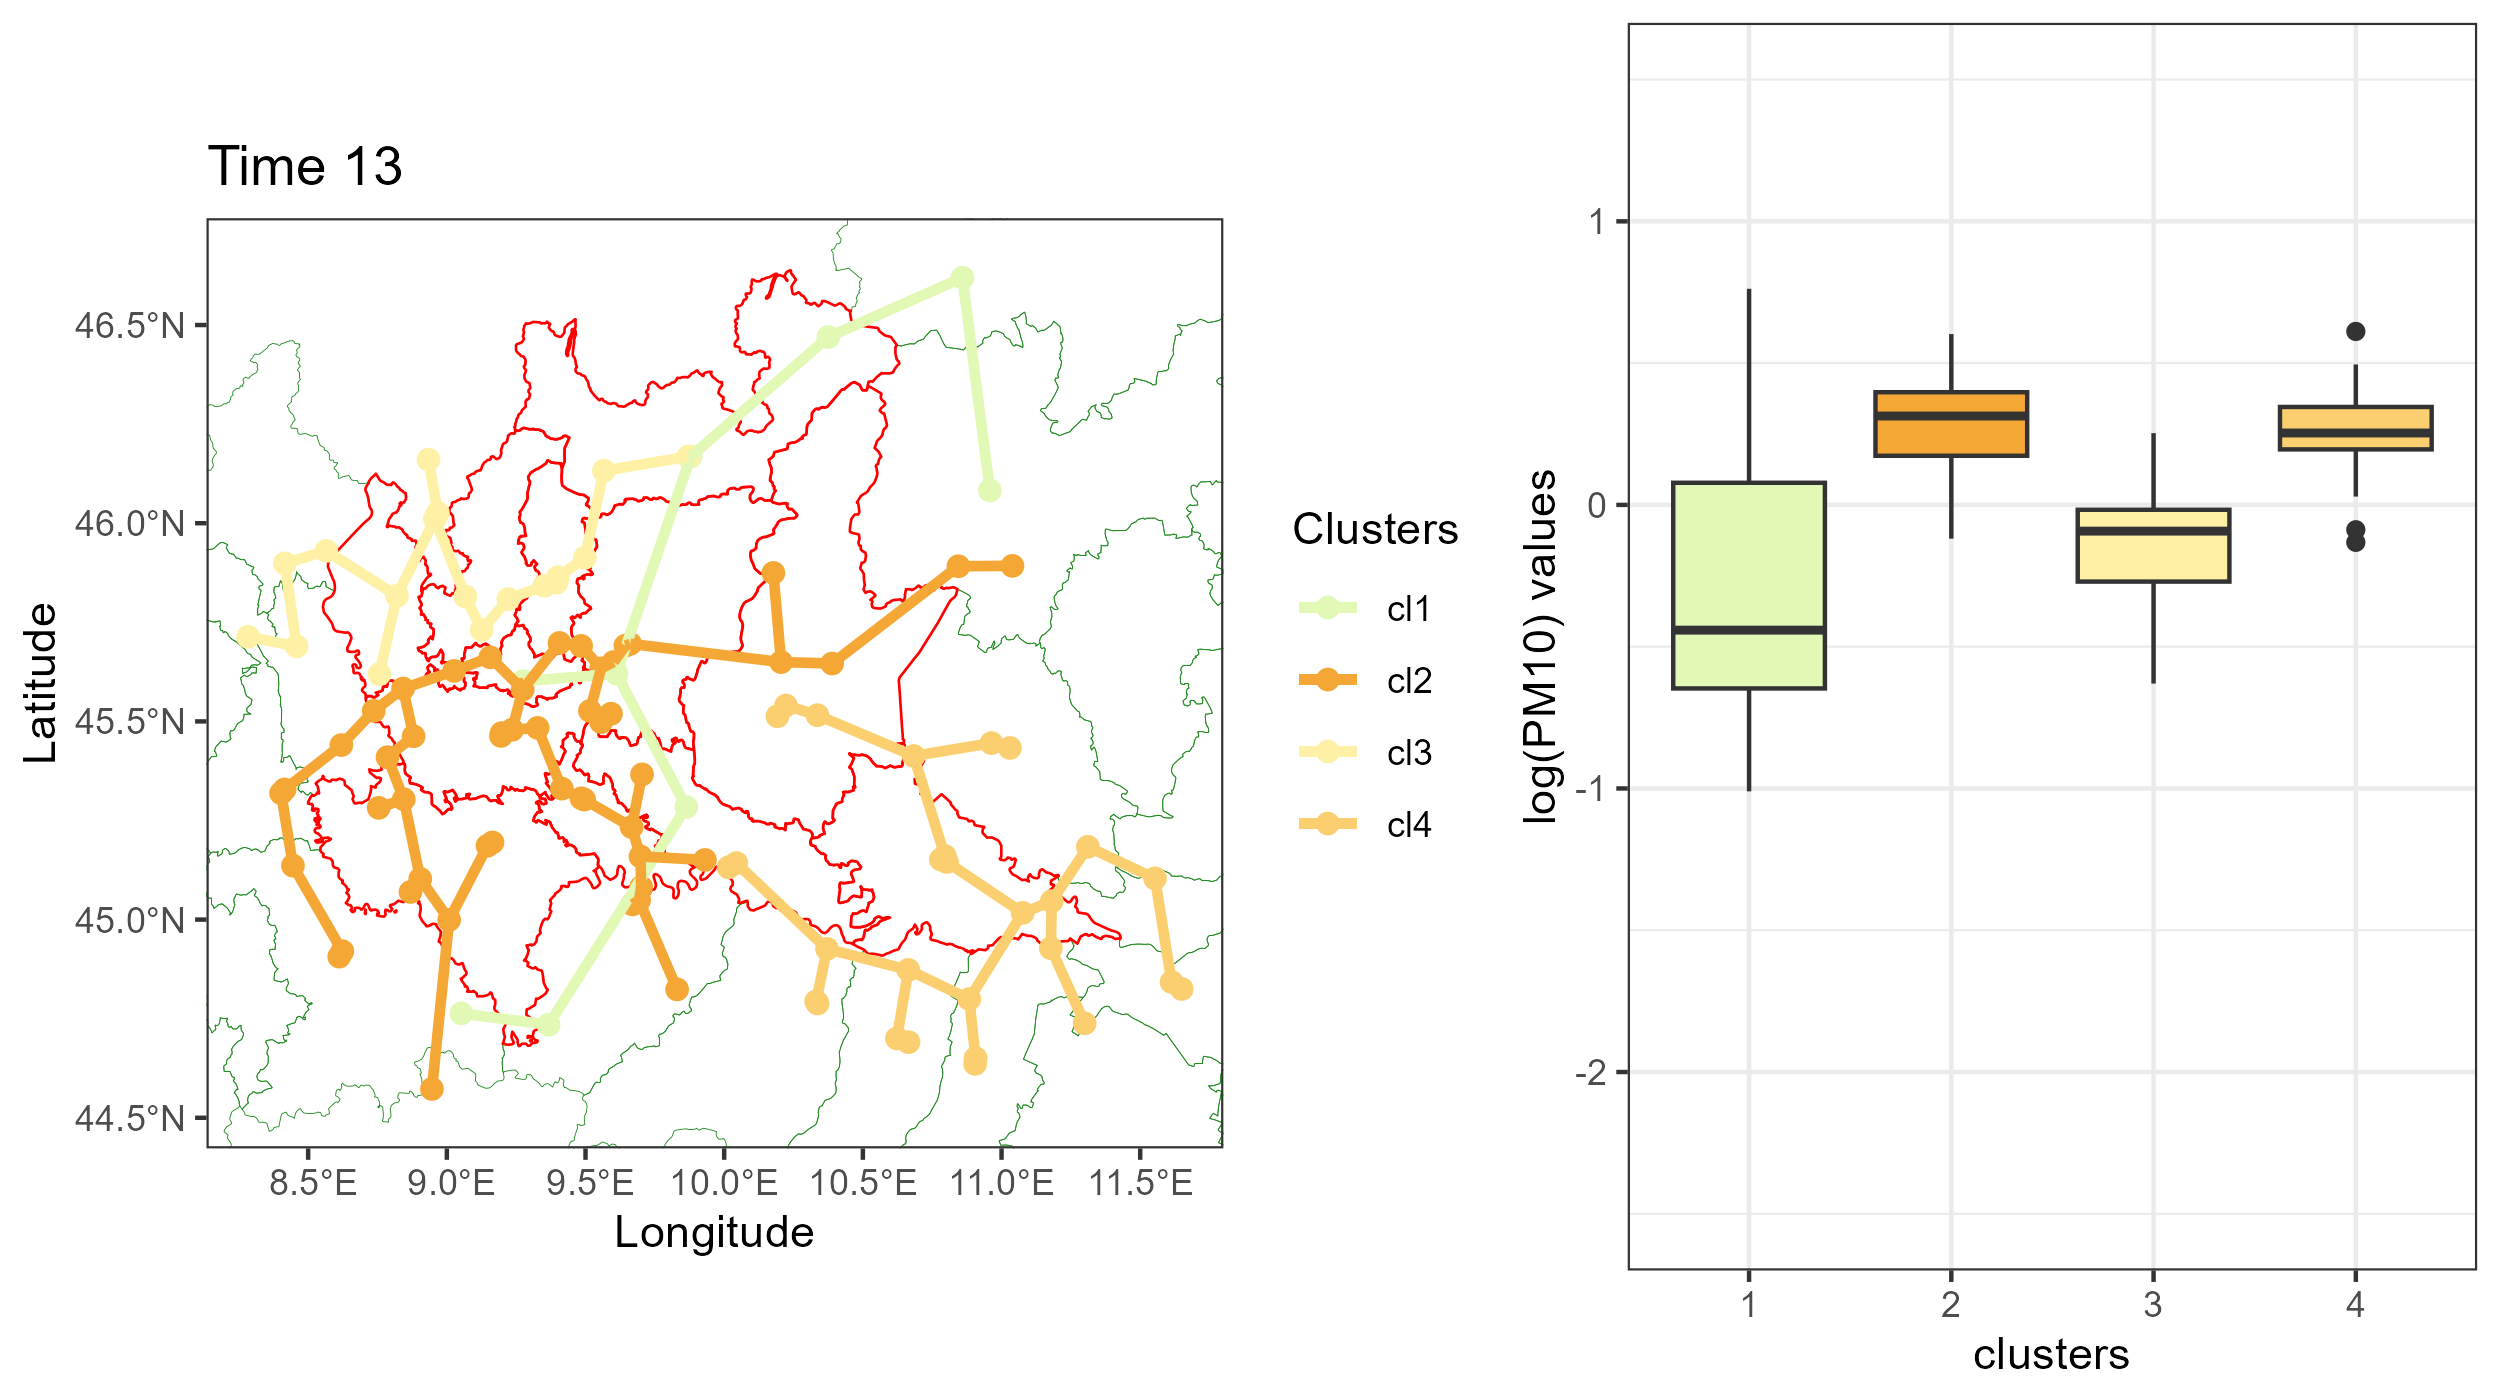 Time 13
46.5°N
46.0°N
45.5°N
45.0°N
44.5°N
Latitude
8.5°E 9.0°E 9.5°E 10.0°E 10.5°E 11.0°E 11.5°E
Longitude
Clusters
cl1
cl2
cl3
cl4
1
0
-1
-2
log(PM10) values
1 2 3 4
clusters